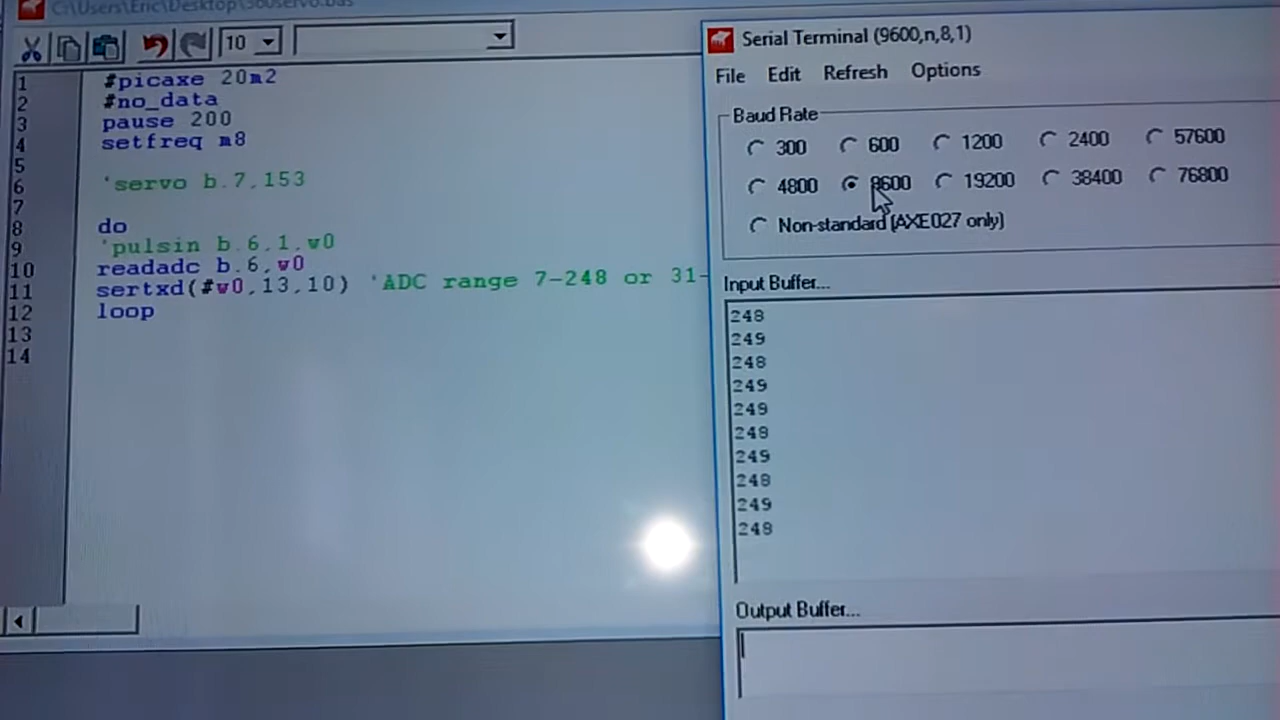 C:\Users\Eric\Desktop\360servo.bas
10
1 #picaxe 20m2
2 #no_data
3 pause 200
4 setfreq m8
5
6 'servo b.7,153
7
8 do
9 'pulsin b.6,1,w0
10 readadc b.6,w0
11 sertxd(#w0,13,10) 'ADC range 7-248 or 31-
12 loop
13
14
Serial Terminal (9600,n,8,1)
File Edit Refresh Options
Baud Rate
300 600 1200 2400 57600
4800 9600 19200 38400 76800
Non-standard (AXE027 only)
Input Buffer...
248
249
248
249
249
248
249
248
249
248
Output Buffer...